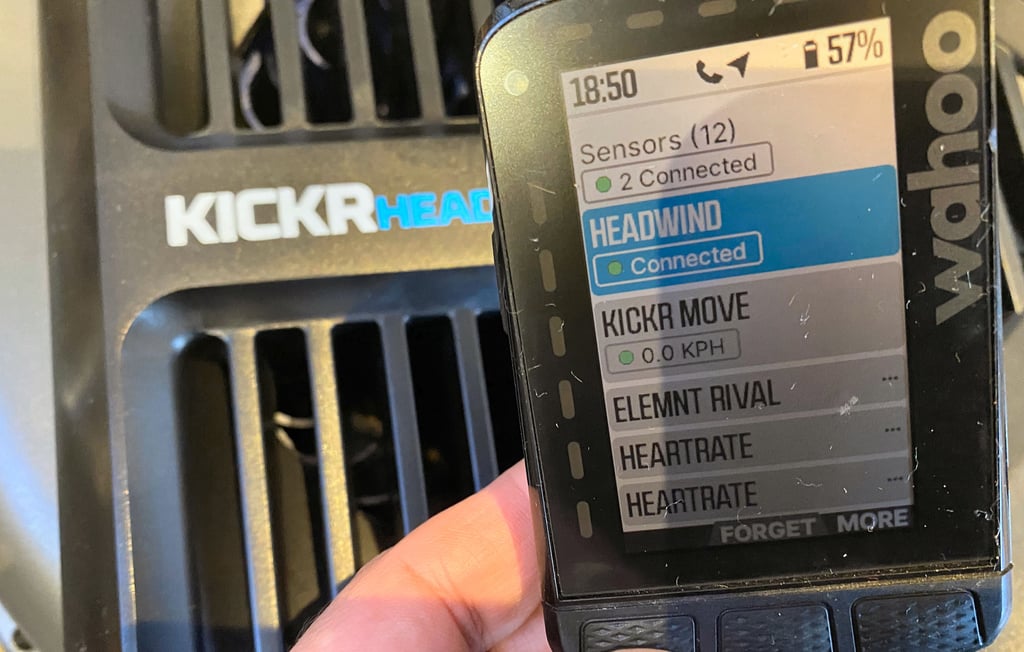 KICKRHEAD
18:50
57%
Sensors (12)
2 Connected
HEADWIND
Connected
KICKR MOVE
0.0 KPH
ELEMNT RIVAL
...
HEARTRATE
...
HEARTRATE
...
FORGET MORE
wahoo